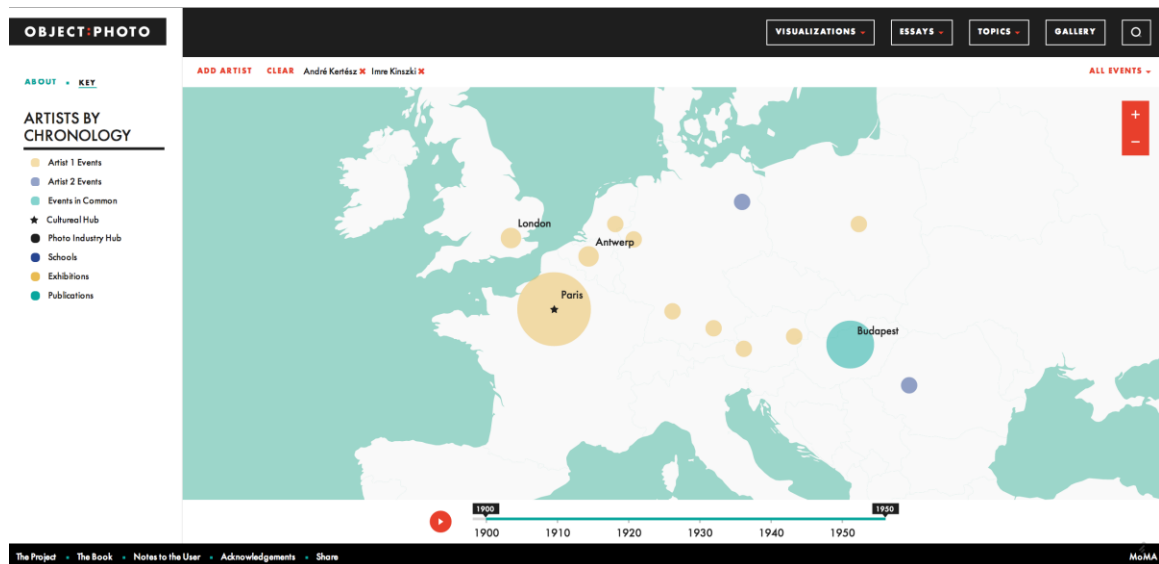 OBJECT:PHOTO
VISUALIZATIONS
ESSAYS
TOPICS
GALLERY
ABOUT • KEY
ADD ARTIST CLEAR André Kertész × Imre Kinszki ×
ALL EVENTS
ARTISTS BY
CHRONOLOGY
Artist 1 Events
Artist 2 Events
Events in Common
Cultureal Hub
Photo Industry Hub
Schools
Exhibitions
Publications
+
−
London
Antwerp
Paris
Budapest
1900 1950
1900 1910 1920 1930 1940 1950
The Project • The Book • Notes to the User • Acknowledgements • Share
MoMA